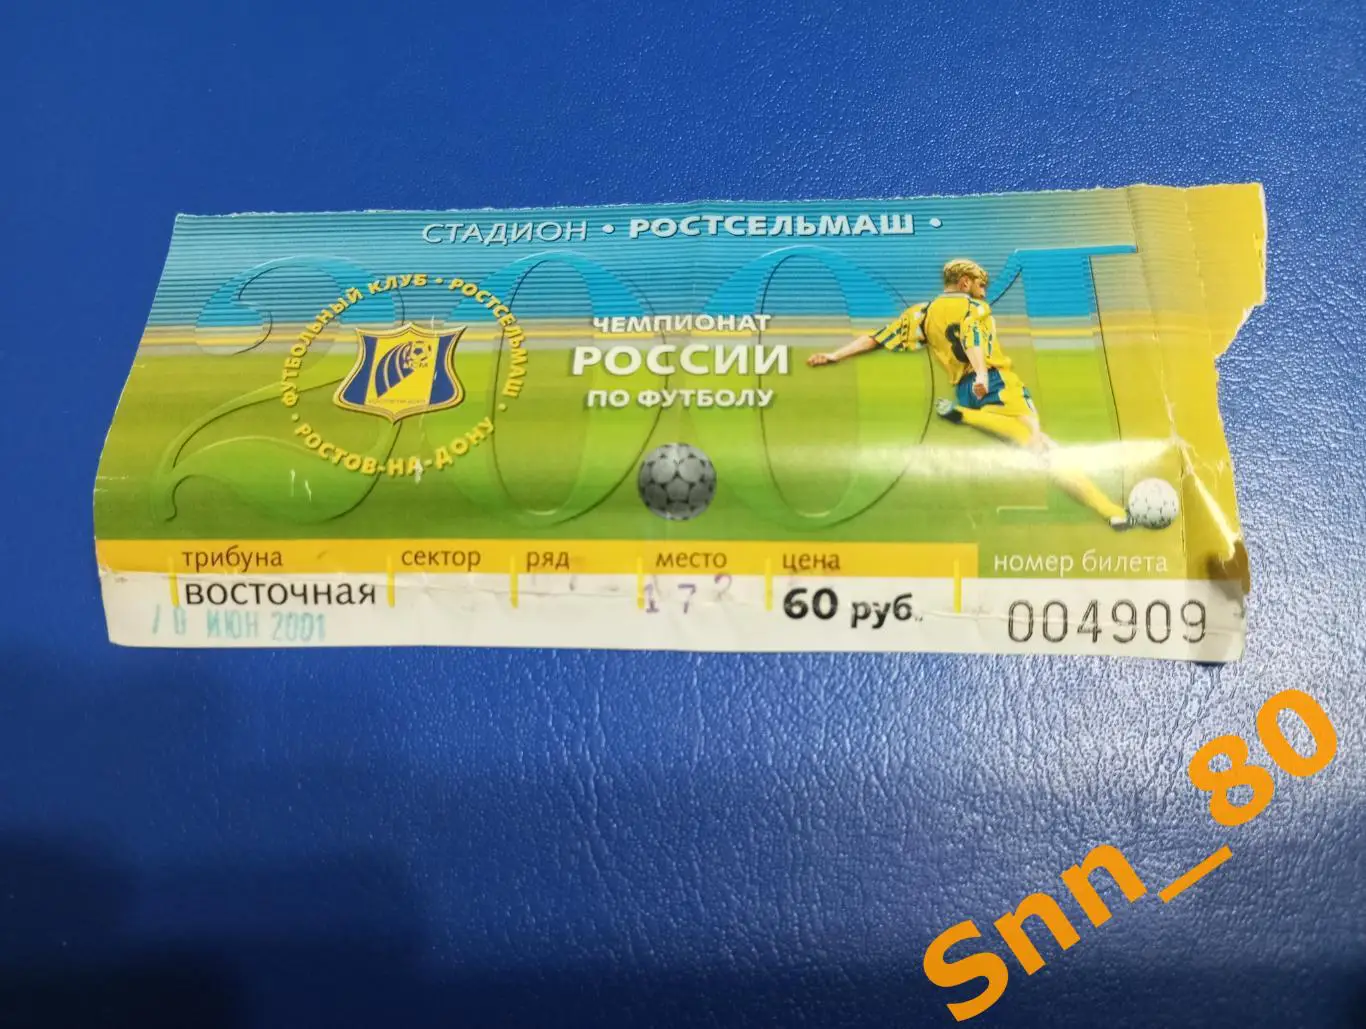 СТАДИОН • РОСТСЕЛЬМАШ •
2001
ФУТБОЛЬНЫЙ КЛУБ • РОСТСЕЛЬМАШ •
• РОСТОВ-НА-ДОНУ
ЧЕМПИОНАТ
РОССИИ
ПО ФУТБОЛУ
трибуна сектор ряд место цена номер билета
ВОСТОЧНАЯ 172 60 руб. 004909
ИЮН 2001
Snn_80